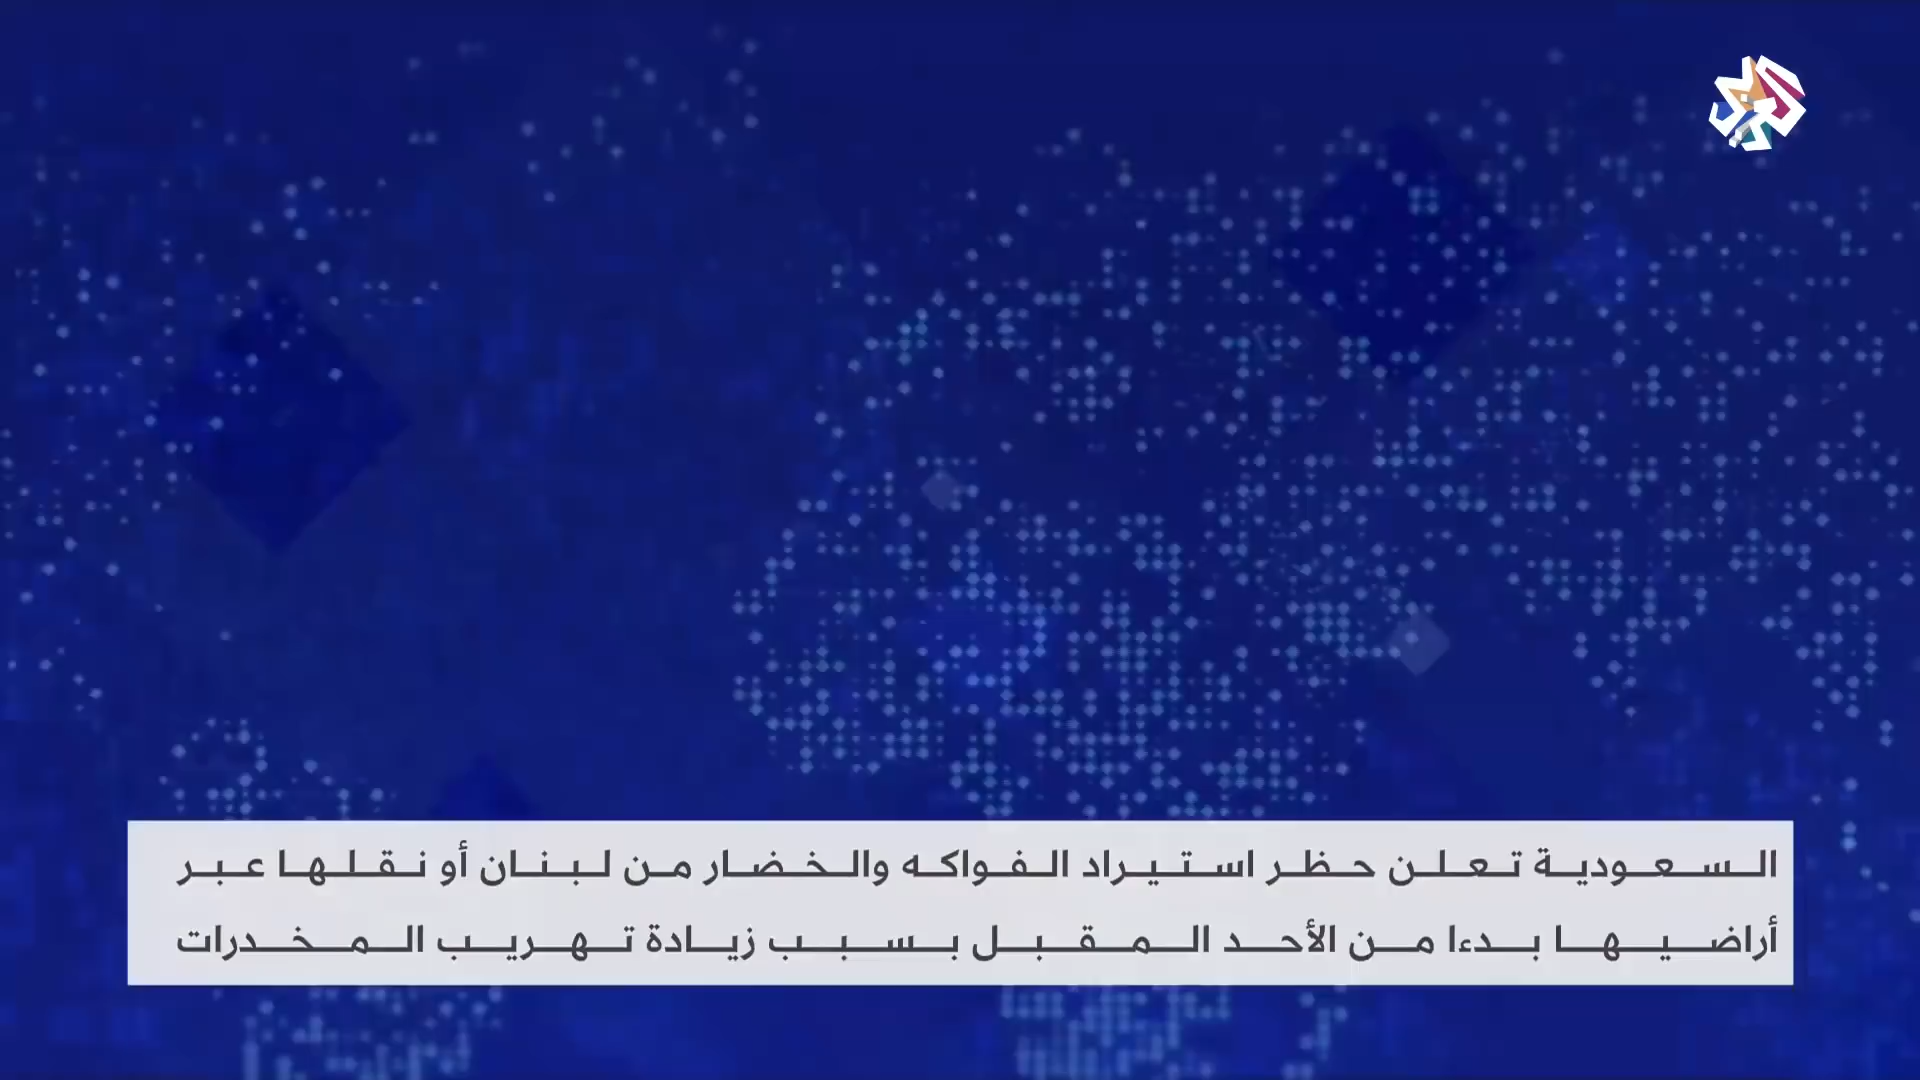 السعودية تعلن حظر استيراد الفواكه والخضار من لبنان أو نقلها عبر
أراضيها بدءا من الأحد المقبل بسبب زيادة تهريب المخدرات